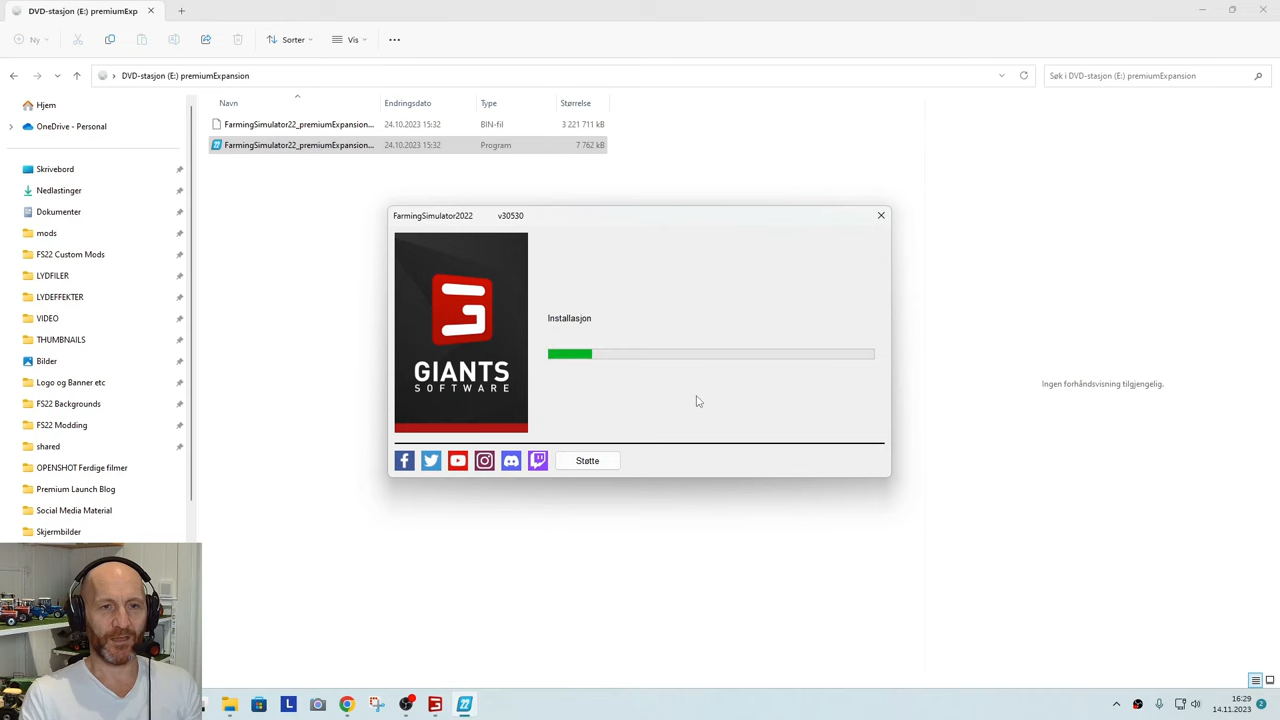 DVD-stasjon (E:) premiumExp
Ny
Sorter
Vis
DVD-stasjon (E:) premiumExpansion
Søk i DVD-stasjon (E:) premiumExpansion
Navn
Endringsdato
Type
Størrelse
FarmingSimulator22_premiumExpansion...
24.10.2023 15:32
BIN-fil
3 221 711 kB
FarmingSimulator22_premiumExpansion...
24.10.2023 15:32
Program
7 762 kB
Hjem
OneDrive - Personal
Skrivebord
Nedlastinger
Dokumenter
mods
FS22 Custom Mods
LYDFILER
LYDEFFEKTER
VIDEO
THUMBNAILS
Bilder
Logo og Banner etc
FS22 Backgrounds
FS22 Modding
shared
OPENSHOT Ferdige filmer
Premium Launch Blog
Social Media Material
Skjermbilder
FarmingSimulator2022 v30530
GIANTS
SOFTWARE
Installasjon
Støtte
Ingen forhåndsvisning tilgjengelig.
L
22
16:29
14.11.2023
2